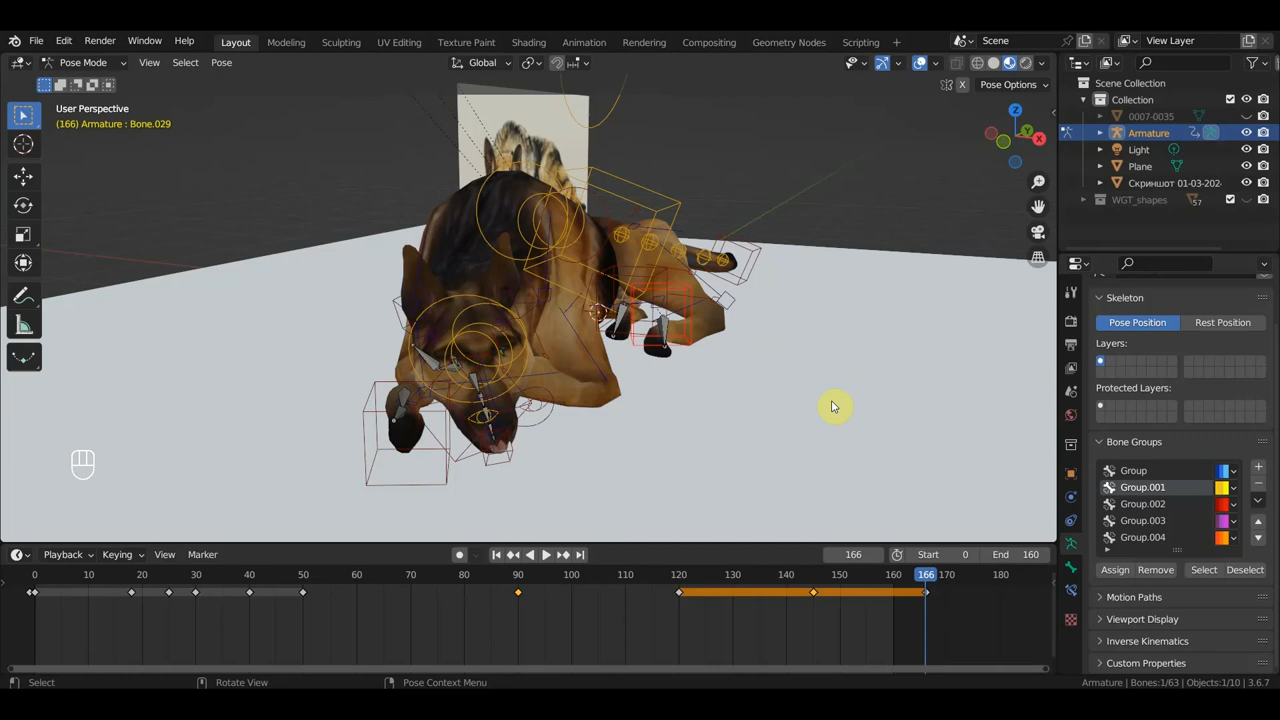 File Edit Render Window Help Layout Modeling Sculpting UV Editing Texture Paint Shading Animation Rendering Compositing Geometry Nodes Scripting + Scene View Layer
Pose Mode View Select Pose Global
X Pose Options
User Perspective
(166) Armature : Bone.029
Z
Y
X
Scene Collection
Collection
0007-0035
Armature
Light
Plane
Скриншот 01-03-202
WGT_shapes 57
Skeleton
Pose Position Rest Position
Layers:
Protected Layers:
Bone Groups
Group
Group.001
Group.002
Group.003
Group.004
Assign Remove Select Deselect
Motion Paths
Viewport Display
Inverse Kinematics
Custom Properties
Playback Keying View Marker 166 Start 0 End 160
0 10 20 30 40 50 60 70 80 90 100 110 120 130 140 150 160 166 170 180
Select Rotate View Pose Context Menu Armature | Bones:1/63 | Objects:1/10 | 3.6.7